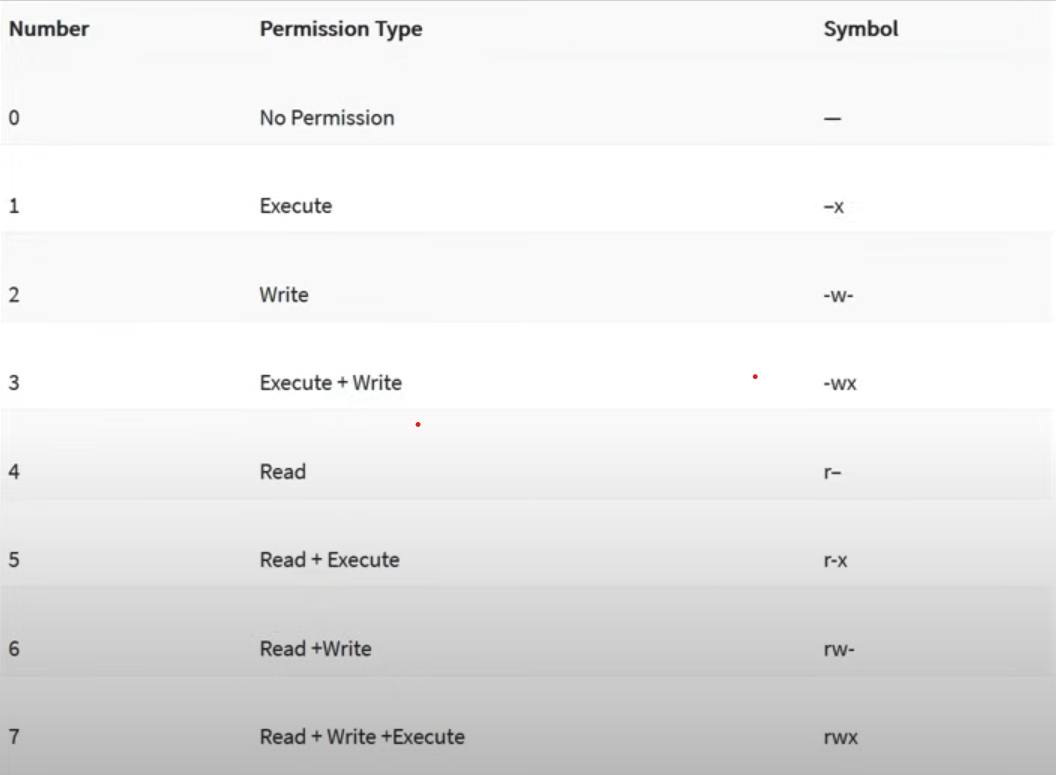 Number Permission Type Symbol
0 No Permission —
1 Execute –x
2 Write -w-
3 Execute + Write -wx
4 Read r–
5 Read + Execute r-x
6 Read +Write rw-
7 Read + Write +Execute rwx